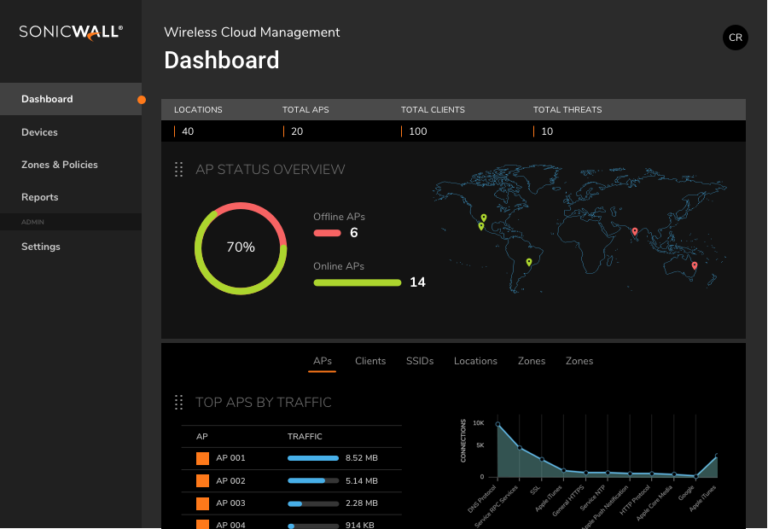 SONICWALL®
Wireless Cloud Management
CR
Dashboard
Dashboard
Devices
Zones & Policies
Reports
ADMIN
Settings
LOCATIONS TOTAL APS TOTAL CLIENTS TOTAL THREATS
40 20 100 10
AP STATUS OVERVIEW
70%
Offline APs
6
Online APs
14
APs Clients SSIDs Locations Zones Zones
TOP APS BY TRAFFIC
AP TRAFFIC
AP 001 8.52 MB
AP 002 5.14 MB
AP 003 2.28 MB
AP 004 914 KB
CONNECTIONS
10K
5K
0
DNS Protocol
Service RPC Services
SSL
Apple iTunes
General HTTPS
Service NTP
Apple Push Notification
HTTP Protocol
Apple Core Media
Google
Apple iTunes